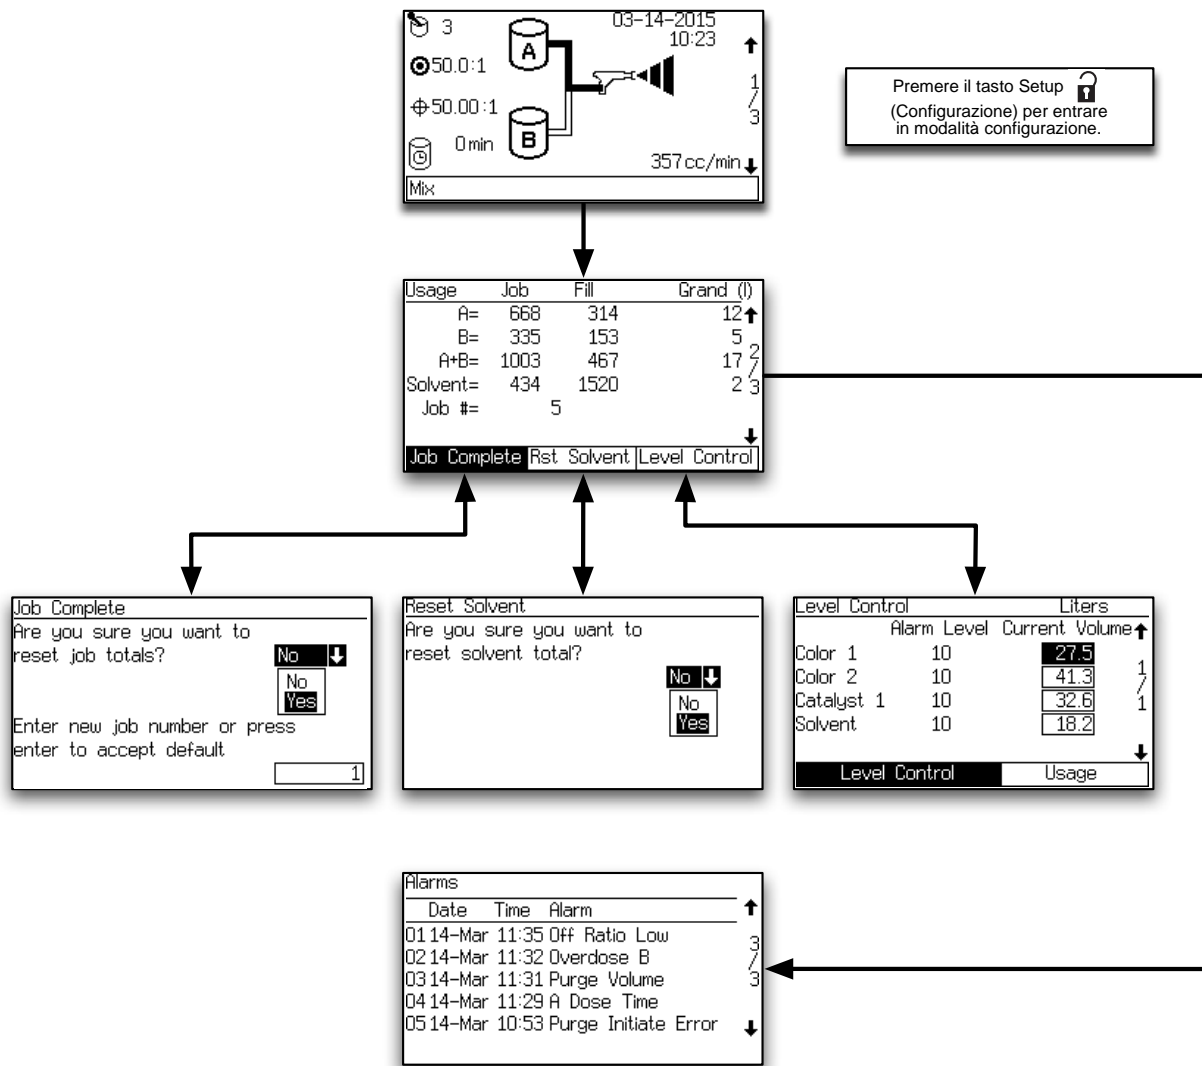 3
03-14-2015
10:23
50.0:1
A
1
/
3
50.00:1
B
0min
357cc/min
Mix
Premere il tasto Setup
(Configurazione) per entrare
in modalità configurazione.
Usage Job Fill Grand (l)
A= 668 314 12
B= 335 153 5
A+B= 1003 467 17
Solvent= 434 1520 2
Job #= 5
2
/
3
Job Complete Rst Solvent Level Control
Job Complete
Are you sure you want to
reset job totals? No
No
Yes
Enter new job number or press
enter to accept default
1
Reset Solvent
Are you sure you want to
reset solvent total?
No
No
Yes
Level Control Liters
Alarm Level Current Volume
Color 1 10 27.5
Color 2 10 41.3
Catalyst 1 10 32.6
Solvent 10 18.2
1
/
1
Level Control Usage
Alarms
Date Time Alarm
01 14-Mar 11:35 Off Ratio Low
02 14-Mar 11:32 Overdose B
03 14-Mar 11:31 Purge Volume
04 14-Mar 11:29 A Dose Time
05 14-Mar 10:53 Purge Initiate Error
3
/
3